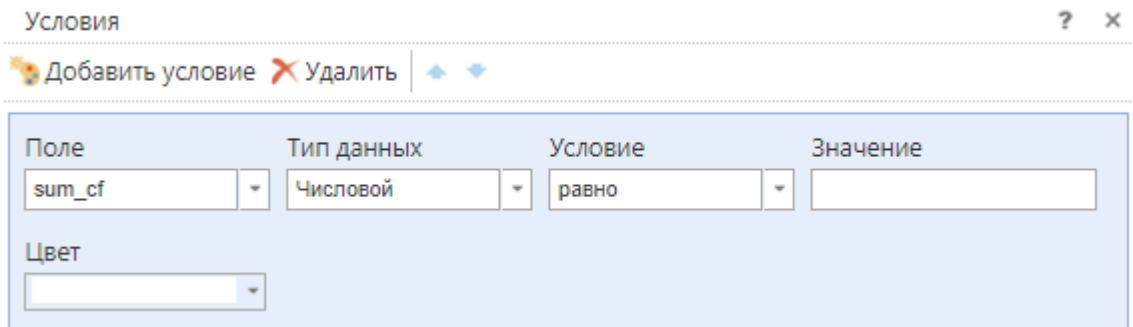 Условия ? ×
Добавить условие Удалить
Поле Тип данных Условие Значение
sum_cf Числовой равно
Цвет